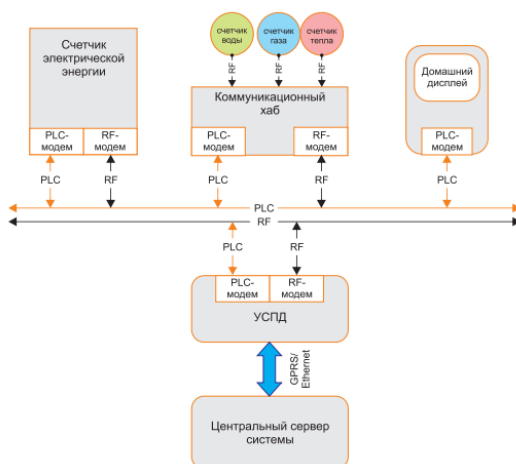 Счетчик
электрической
энергии
PLC-
модем
RF-
модем
счетчик
воды
счетчик
газа
счетчик
тепла
RF
RF
RF
Коммуникационный
хаб
PLC-
модем
RF-
модем
Домашний
дисплей
PLC-
модем
PLC
RF
PLC
RF
PLC
PLC
RF
PLC
RF
PLC-
модем
RF-
модем
УСПД
GPRS/
Ethernet
Центральный сервер
системы